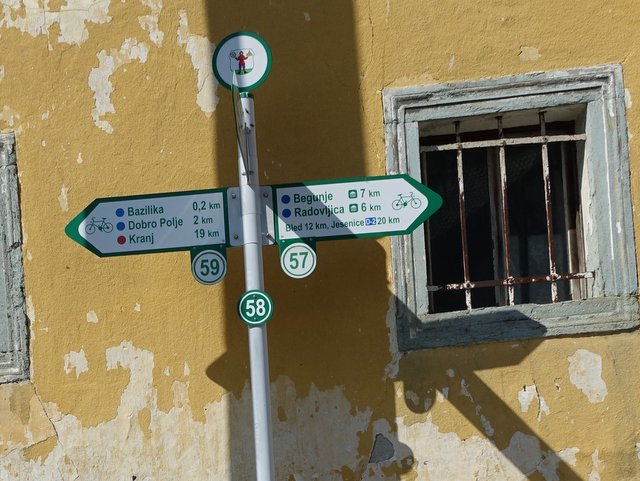 Bazilika 0,2 km
Dobro Polje 2 km
Kranj 19 km
59
Begunje 7 km
Radovljica 6 km
Bled 12 km, Jesenice D-2 20 km
57
58